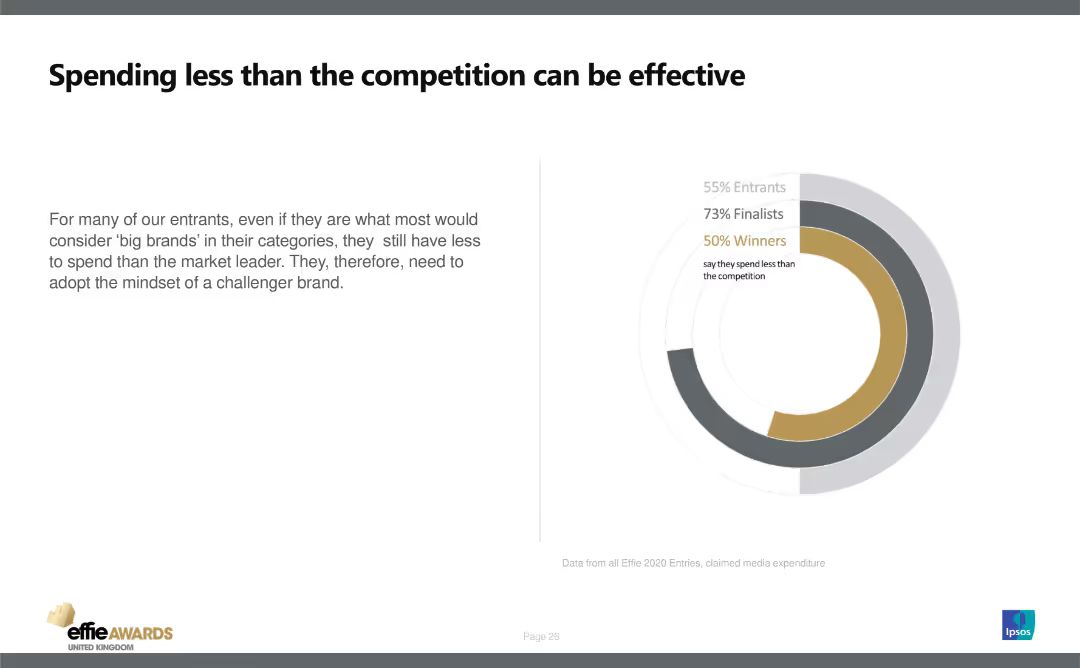 Spending less than the competition can be effective
For many of our entrants, even if they are what most would
consider ‘big brands’ in their categories, they still have less
to spend than the market leader. They, therefore, need to
adopt the mindset of a challenger brand.
55% Entrants
73% Finalists
50% Winners
say they spend less than
the competition
Data from all Effie 2020 Entries, claimed media expenditure
effie AWARDS
UNITED KINGDOM
Page 26
Ipsos